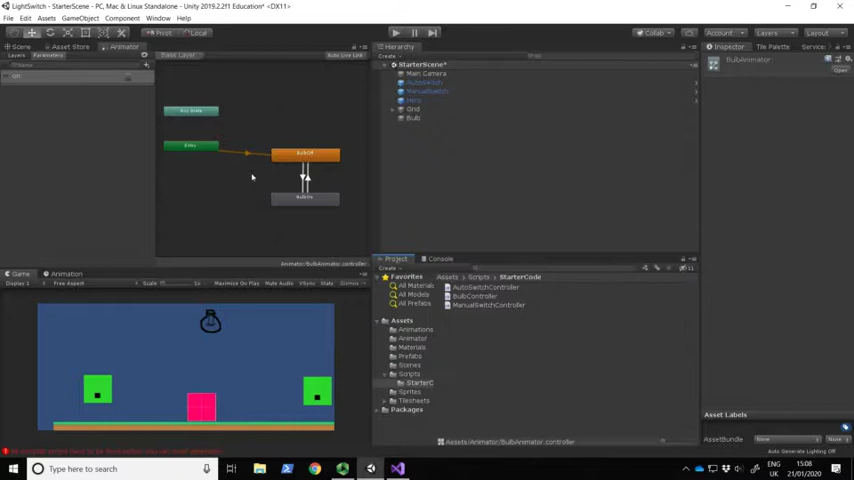 LightSwitch - StarterScene - PC, Mac & Linux Standalone - Unity 2019.2.2f1 Education* <DX11>
File Edit Assets GameObject Component Window Help
Pivot Local Collab Account Layers Layout
Scene Asset Store Animator Hierarchy Inspector Tile Palette Services
Layers Parameters Base Layer Auto Live Link Create BulbAnimator
Open
StarterScene*
Main Camera
AutoSwitch
ManualSwitch
Hero
Grid
Bulb
on
Any State
Entry
BulbOff
BulbOn
Animator/BulbAnimator.controller
Project Console
Create
Game Animation
Display 1 Free Aspect Scale 1x Maximize On Play Mute Audio VSync Stats Gizmos
Favorites
All Materials
All Models
All Prefabs
Assets
Animations
Animator
Materials
Prefabs
Scenes
Scripts
StarterC
Sprites
Tilesheets
Packages
Assets Scripts StarterCode
AutoSwitchController
BulbController
ManualSwitchController
Assets/Animator/BulbAnimator.controller
Asset Labels
AssetBundle None None
Auto Generate Lighting Off
Type here to search
ENG
UK
15:08
21/01/2020